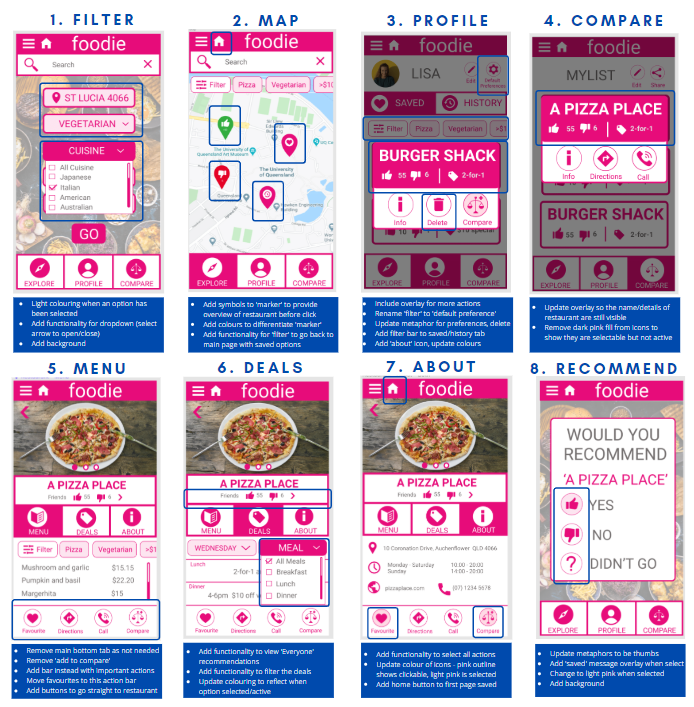 1. FILTER
foodie
Search
ST LUCIA 4066
VEGETARIAN
CUISINE
All Cuisine
Japanese
Italian
American
Australian
GO
EXPLORE
PROFILE
COMPARE
Light colouring when an option has
been selected
Add functionality for dropdown (select
arrow to open/close)
Add background
2. MAP
foodie
Search
Filter
Pizza
Vegetarian
>$10
University of Queensland Art Museum
The University
of Queensland
EXPLORE
PROFILE
COMPARE
Add symbols to 'marker' to provide
overview of restaurant before click
Add colours to differentiate 'marker'
Add functionality for 'filter' to go back to
main page with saved options
3. PROFILE
foodie
LISA
Edit
Default
Preferences
SAVED
HISTORY
Filter
Pizza
Vegetarian
>$1
BURGER SHACK
55
6
2-for-1
Info
Delete
Compare
EXPLORE
PROFILE
COMPARE
Include overlay for more actions
Rename 'filter' to 'default preference'
Update metaphor for preferences, delete
Add filter bar to saved/history tab
Add 'about' icon, update colours
4. COMPARE
foodie
MYLIST
Edit
Share
A PIZZA PLACE
55
6
2-for-1
Info
Directions
Call
BURGER SHACK
55
6
2-for-1
EXPLORE
PROFILE
COMPARE
Update overlay so the name/details of
restaurant are still visible
Remove dark pink fill from icons to
show they are selectable but not active
5. MENU
foodie
A PIZZA PLACE
Friends
55
6
MENU
DEALS
ABOUT
Filter
Pizza
Vegetarian
>$1
Mushroom and garlic $15.15
Pumpkin and basil $22.20
Margerhita $15
Favourite
Directions
Call
Compare
Remove main bottom tab as not needed
Remove 'add to compare'
Add bar instead with important actions
Move favourites to this action bar
Add buttons to go straight to restaurant
6. DEALS
foodie
A PIZZA PLACE
Friends
55
6
MENU
DEALS
ABOUT
WEDNESDAY
MEAL
All Meals
Breakfast
Lunch
Dinner
Lunch
2-for-1
Dinner
4-6pm $10 off
Favourite
Directions
Call
Compare
Add functionality to view 'Everyone'
recommendations
Add functionality to filter the deals
Update colouring to reflect when
option selected/active
7. ABOUT
foodie
A PIZZA PLACE
Friends
55
6
MENU
DEALS
ABOUT
10 Coronation Drive, Auchenflower QLD 4066
Monday - Saturday 10:00 - 20:00
Sunday 14:00 - 20:00
pizzaplace.com
(07) 1234 5678
Favourite
Directions
Call
Compare
Add functionality to select all actions
Update colour of icons - pink outline
shows clickable, light pink is selected
Add home button to first page saved
8. RECOMMEND
foodie
WOULD YOU
RECOMMEND
'A PIZZA PLACE'
YES
NO
DIDN'T GO
EXPLORE
PROFILE
COMPARE
Update metaphors to be thumbs
Add 'saved' message overlay when select
Change to light pink when selected
Add background